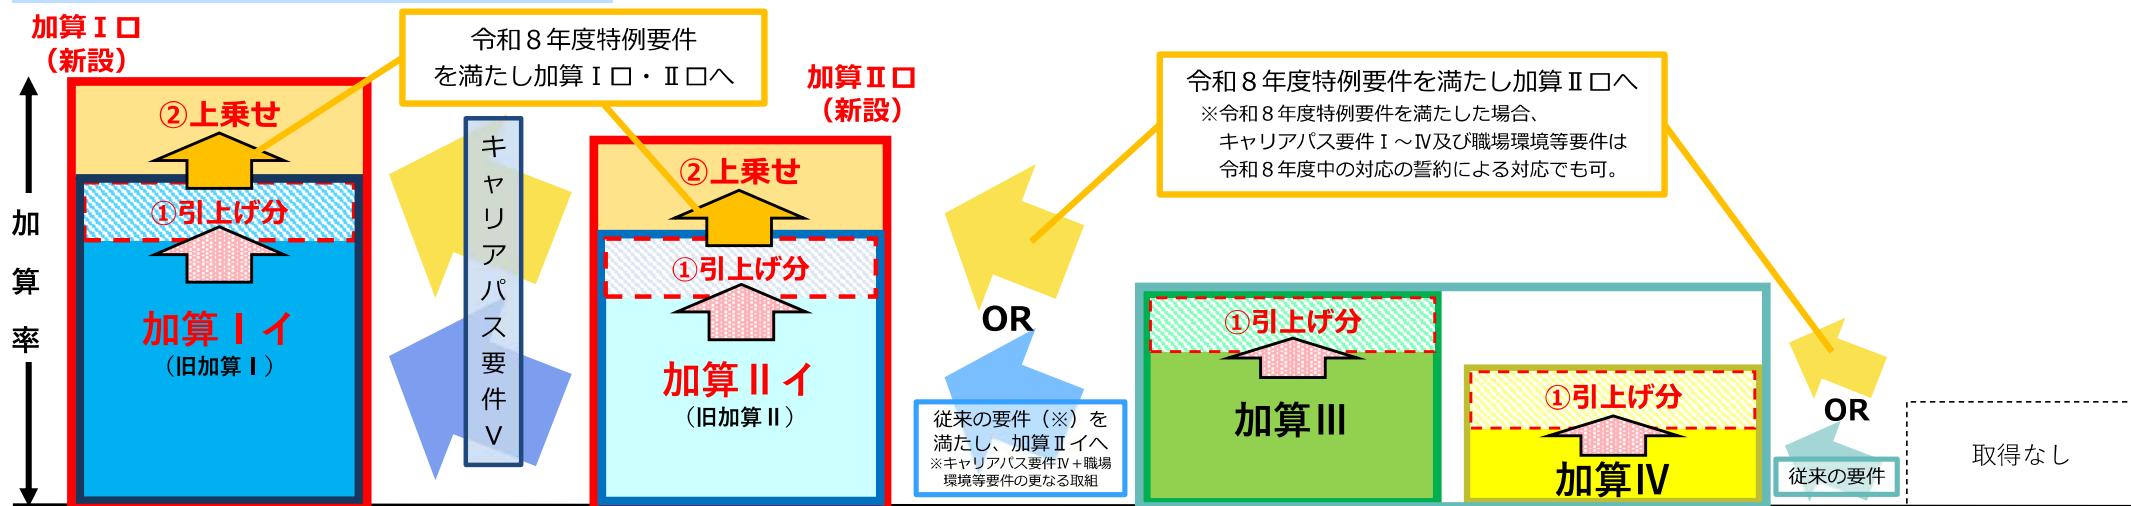 加算Ⅰロ
（新設）
令和８年度特例要件
を満たし加算Ⅰロ・Ⅱロへ
加算Ⅱロ
（新設）
令和８年度特例要件を満たし加算Ⅱロへ
※令和８年度特例要件を満たした場合、
キャリアパス要件Ⅰ～Ⅳ及び職場環境等要件は
令和８年度中の対応の誓約による対応でも可。
加算率
②上乗せ
①引上げ分
加算Ⅰイ
（旧加算Ⅰ）
キャリアパス要件Ⅴ
②上乗せ
①引上げ分
加算Ⅱイ
（旧加算Ⅱ）
OR
従来の要件（※）を
満たし、加算Ⅱイへ
※キャリアパス要件Ⅳ＋職場
環境等要件の更なる取組
①引上げ分
加算Ⅲ
①引上げ分
加算Ⅳ
OR
従来の要件
取得なし